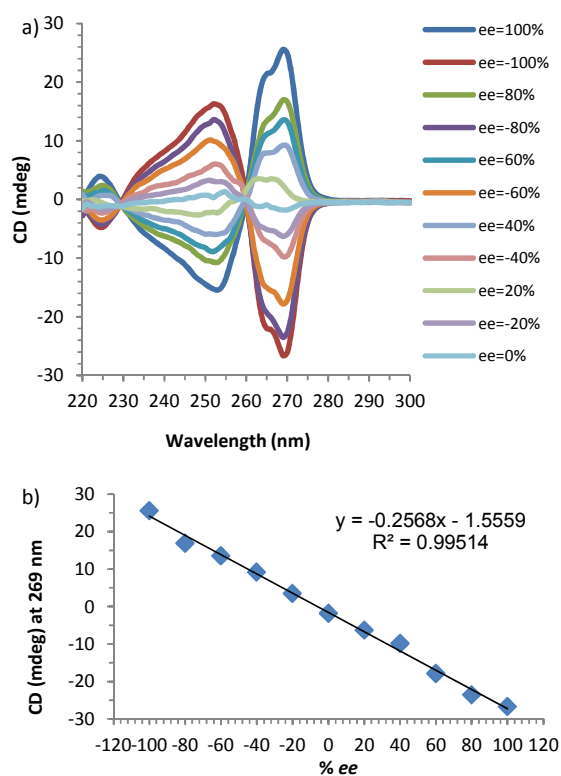 a)
30
20
10
0
-10
-20
-30
CD (mdeg)
220 230 240 250 260 270 280 290 300
Wavelength (nm)
ee=100%
ee=-100%
ee=80%
ee=-80%
ee=60%
ee=-60%
ee=40%
ee=-40%
ee=20%
ee=-20%
ee=0%
b)
30
20
10
0
-10
-20
-30
CD (mdeg) at 269 nm
y = -0.2568x - 1.5559
R² = 0.99514
-120 -100 -80 -60 -40 -20 0 20 40 60 80 100 120
% ee